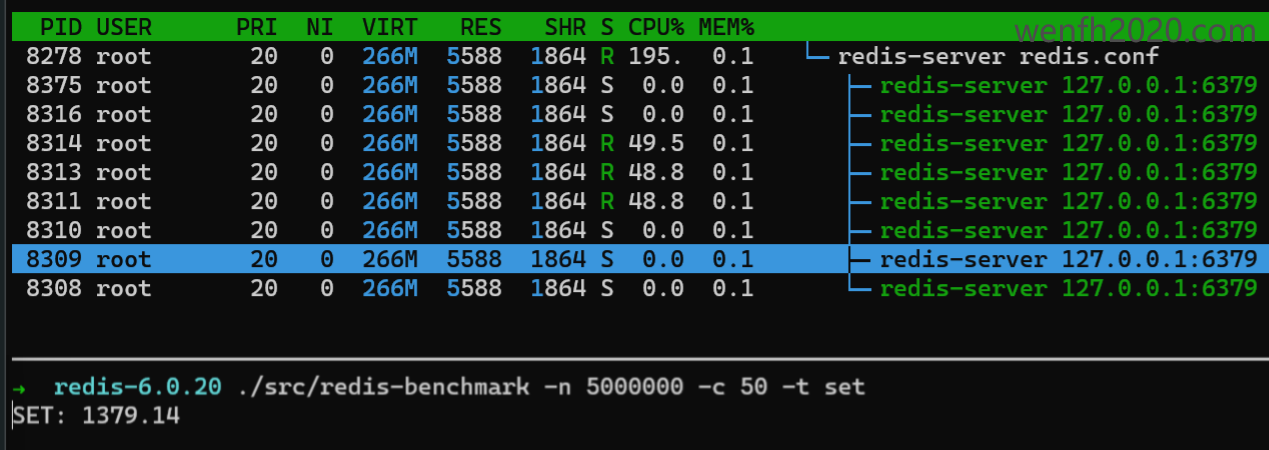 PID USER PRI NI VIRT RES SHR S CPU% MEM%
wenfh2020.com
8278 root 20 0 266M 5588 1864 R 195. 0.1 redis-server redis.conf
8375 root 20 0 266M 5588 1864 S 0.0 0.1 redis-server 127.0.0.1:6379
8316 root 20 0 266M 5588 1864 S 0.0 0.1 redis-server 127.0.0.1:6379
8314 root 20 0 266M 5588 1864 R 49.5 0.1 redis-server 127.0.0.1:6379
8313 root 20 0 266M 5588 1864 R 48.8 0.1 redis-server 127.0.0.1:6379
8311 root 20 0 266M 5588 1864 R 48.8 0.1 redis-server 127.0.0.1:6379
8310 root 20 0 266M 5588 1864 S 0.0 0.1 redis-server 127.0.0.1:6379
8309 root 20 0 266M 5588 1864 S 0.0 0.1 redis-server 127.0.0.1:6379
8308 root 20 0 266M 5588 1864 S 0.0 0.1 redis-server 127.0.0.1:6379
→ redis-6.0.20 ./src/redis-benchmark -n 5000000 -c 50 -t set
SET: 1379.14